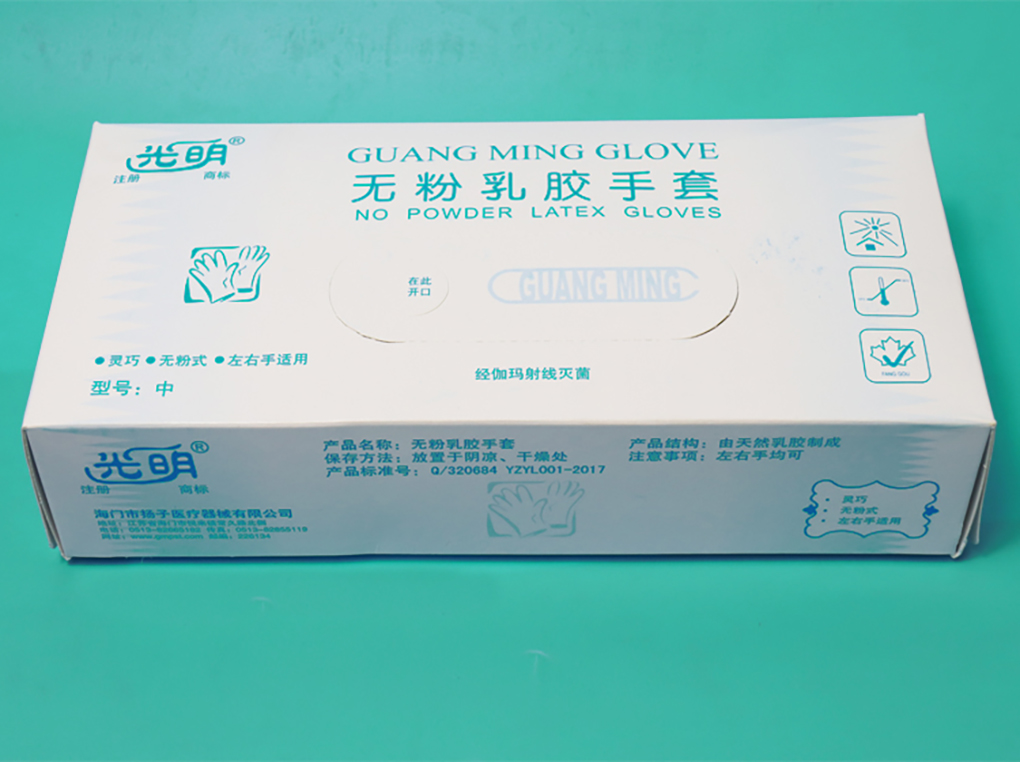 光明®
注册 商标
GUANG MING GLOVE
无粉乳胶手套
NO POWDER LATEX GLOVES
在此
开口
GUANG MING
●灵巧 ●无粉式 ●左右手适用
型号：中
经伽玛射线灭菌
光明®
注册 商标
海门市扬子医疗器械有限公司
产品名称：无粉乳胶手套
保存方法：放置于阴凉、干燥处
产品标准号：Q/320684 YZYL001-2017
产品结构：由天然乳胶制成
注意事项：左右手均可
• 灵巧
• 无粉式
• 左右手适用